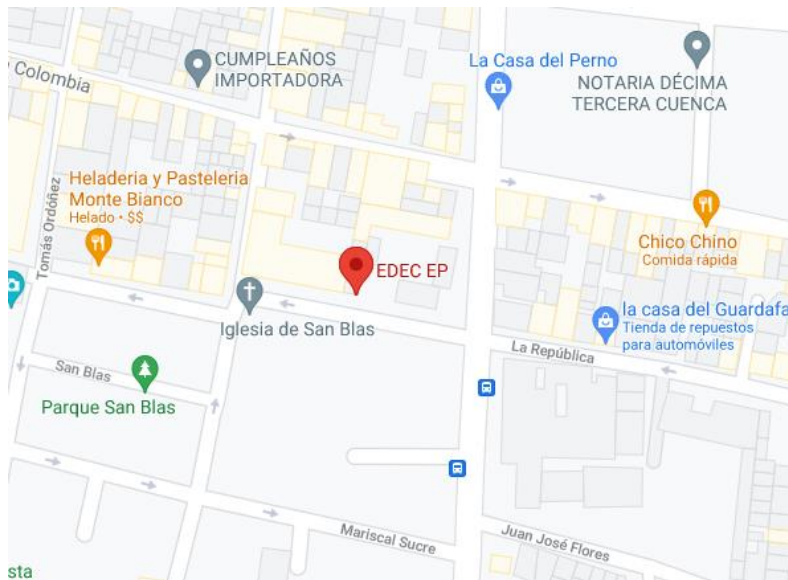 CUMPLEAÑOS
IMPORTADORA
La Casa del Perno
NOTARIA DÉCIMA
TERCERA CUENCA
Colombia
Heladeria y Pasteleria
Monte Bianco
Helado • $$
Tomás Ordóñez
EDEC EP
Chico Chino
Comida rápida
Iglesia de San Blas
la casa del Guardafa
Tienda de repuestos
para automóviles
La República
San Blas
Parque San Blas
Mariscal Sucre
Juan José Flores
sta